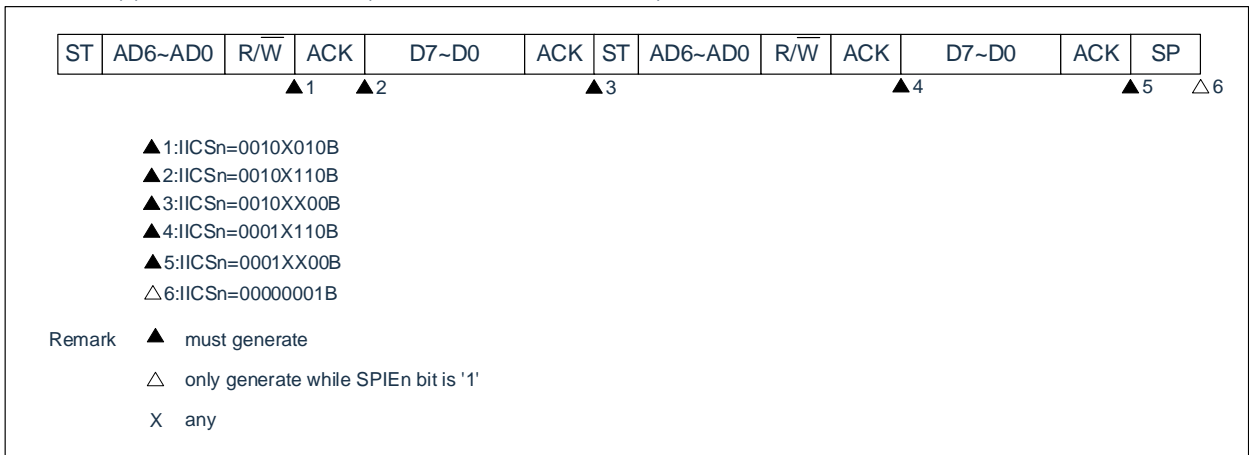 ST AD6~AD0 R/W̅ ACK D7~D0 ACK ST AD6~AD0 R/W̅ ACK D7~D0 ACK SP
▲1 ▲2 ▲3 ▲4 ▲5 △6
▲1:IICSn=0010X010B
▲2:IICSn=0010X110B
▲3:IICSn=0010XX00B
▲4:IICSn=0001X110B
▲5:IICSn=0001XX00B
△6:IICSn=00000001B
Remark ▲ must generate
△ only generate while SPIEn bit is '1'
X any